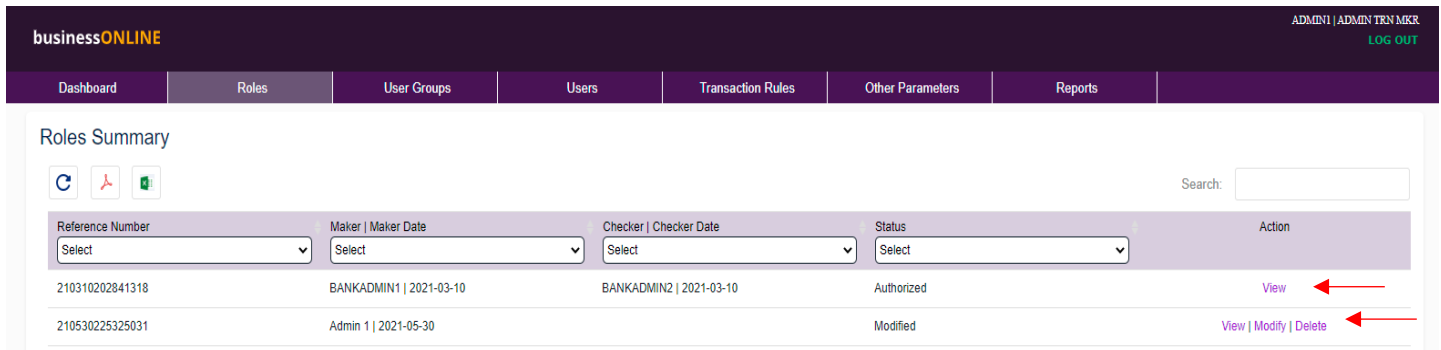 ADMIN1 | ADMIN TRN MKR
businessONLINE
LOG OUT
Dashboard Roles User Groups Users Transaction Rules Other Parameters Reports
Roles Summary
Search:
Reference Number Maker | Maker Date Checker | Checker Date Status Action
Select Select Select Select
210310202841318 BANKADMIN1 | 2021-03-10 BANKADMIN2 | 2021-03-10 Authorized View
210530225325031 Admin 1 | 2021-05-30 Modified View | Modify | Delete